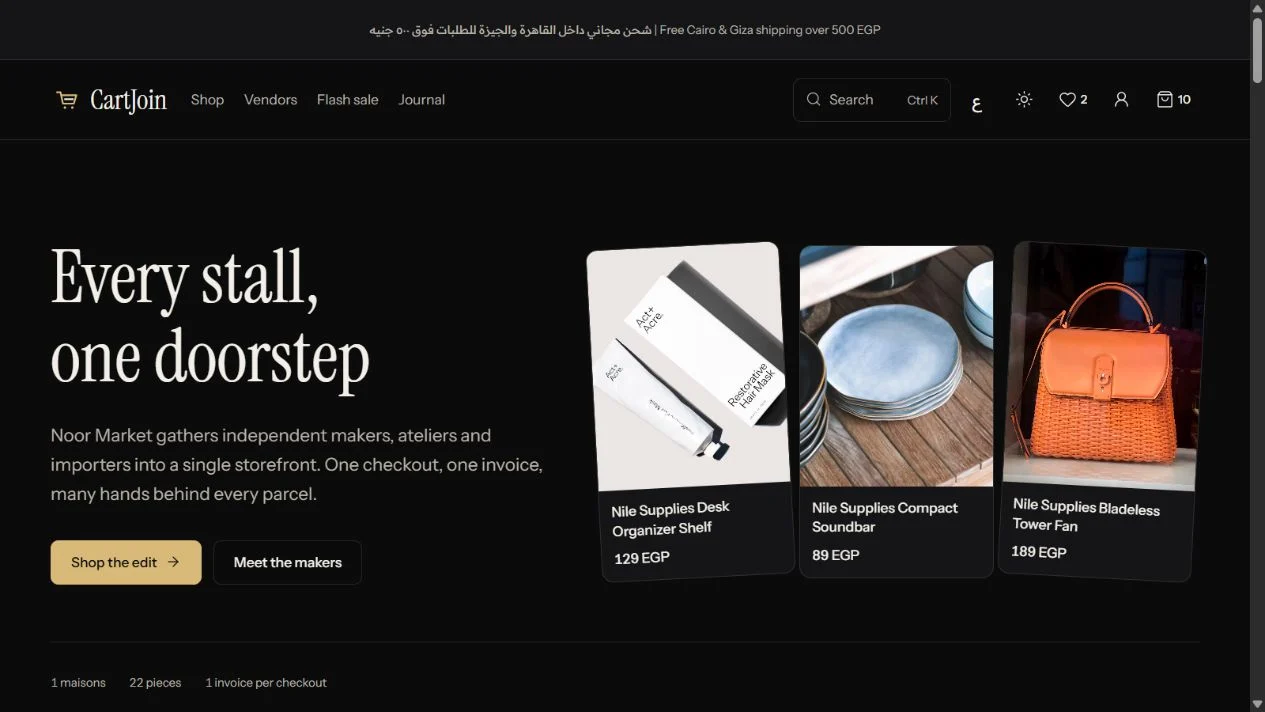 شحن مجاني داخل القاهرة والجيزة للطلبات فوق ٥٠٠ جنيه | Free Cairo & Giza shipping over 500 EGP
CartJoin
Shop
Vendors
Flash sale
Journal
Search
Ctrl K
ع
2
10
Every stall,
one doorstep
Noor Market gathers independent makers, ateliers and
importers into a single storefront. One checkout, one invoice,
many hands behind every parcel.
Shop the edit
Meet the makers
Act+
Acre.
Restorative
Hair Mask
Act+
Acre.
Nile Supplies Desk
Organizer Shelf
129 EGP
Nile Supplies Compact
Soundbar
89 EGP
Nile Supplies Bladeless
Tower Fan
189 EGP
1 maisons
22 pieces
1 invoice per checkout